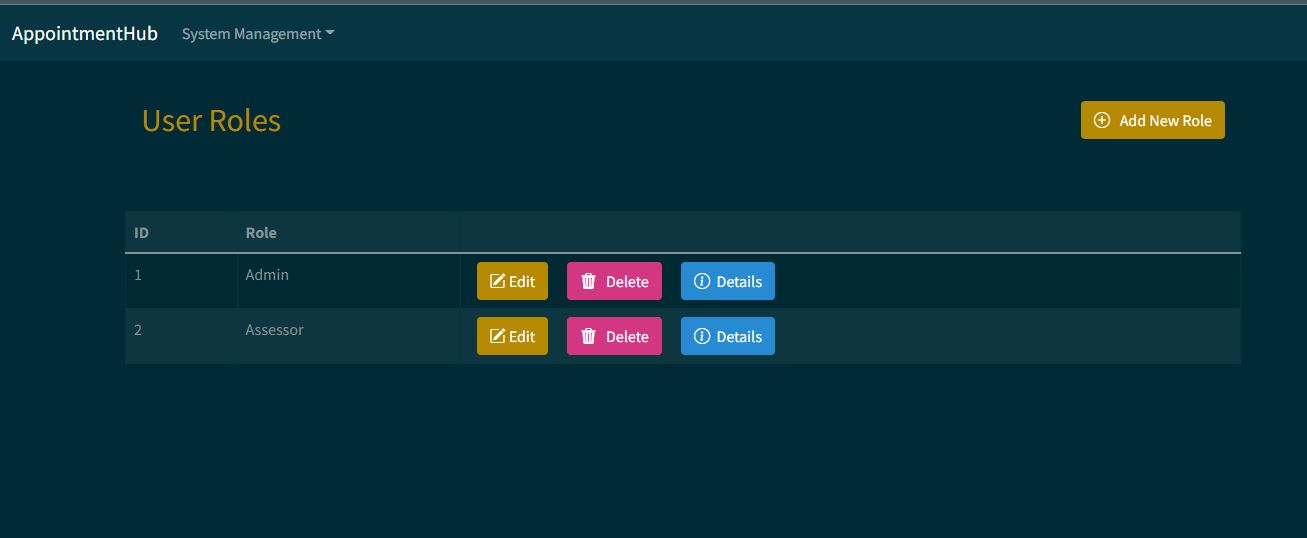 AppointmentHub System Management
User Roles Add New Role
ID Role
1 Admin Edit Delete Details
2 Assessor Edit Delete Details